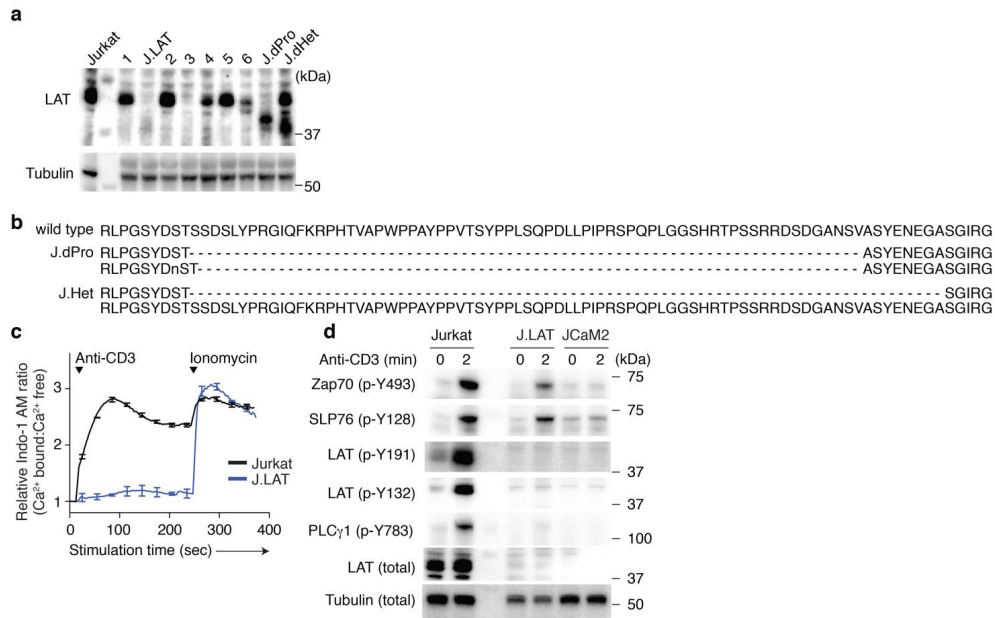 a
Jurkat 1 J.LAT 2 3 4 5 6 J.dPro J.dHet
(kDa)
LAT
37
Tubulin
50
b
wild type RLPGSYDSTSSDSLYPRGIQFKRPHTVAPWPPAYPPVTSYPPLSQPDLLPIPRSPQPLGGSHRTPSSRRDSDGANSVASYENEGASGIRG
J.dPro RLPGSYDST- - - - - - - - - - - - - - - - - - - - - - - - - - - - - - - - - - - - - - - - - - - - - - - - - - - - - - - - - - - - - - - - - - - - ASYENEGASGIRG
RLPGSYDnST- - - - - - - - - - - - - - - - - - - - - - - - - - - - - - - - - - - - - - - - - - - - - - - - - - - - - - - - - - - - - - - - - - - ASYENEGASGIRG
J.Het RLPGSYDST- - - - - - - - - - - - - - - - - - - - - - - - - - - - - - - - - - - - - - - - - - - - - - - - - - - - - - - - - - - - - - - - - - - - - - - - - - - - SGIRG
RLPGSYDSTSSDSLYPRGIQFKRPHTVAPWPPAYPPVTSYPPLSQPDLLPIPRSPQPLGGSHRTPSSRRDSDGANSVASYENEGASGIRG
c
Anti-CD3 Ionomycin
Relative Indo-1 AM ratio
(Ca²⁺ bound:Ca²⁺ free)
3
2
1
Jurkat
J.LAT
0 100 200 300 400
Stimulation time (sec)
d
Jurkat J.LAT JCaM2
Anti-CD3 (min) 0 2 0 2 0 2 (kDa)
Zap70 (p-Y493) 75
SLP76 (p-Y128) 75
LAT (p-Y191) 37
LAT (p-Y132) 37
PLCγ1 (p-Y783) 100
LAT (total) 37
Tubulin (total) 50